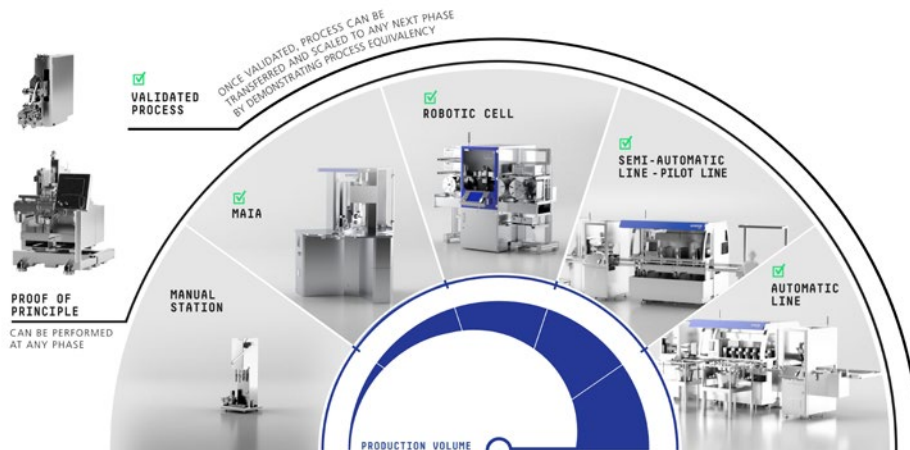 ONCE VALIDATED, PROCESS CAN BE
TRANSFERRED AND SCALED TO ANY NEXT PHASE
BY DEMONSTRATING PROCESS EQUIVALENCY
VALIDATED
PROCESS
ROBOTIC CELL
SEMI-AUTOMATIC
LINE - PILOT LINE
MAIA
AUTOMATIC
LINE
MANUAL
STATION
PROOF OF
PRINCIPLE
CAN BE PERFORMED
AT ANY PHASE
PRODUCTION VOLUME